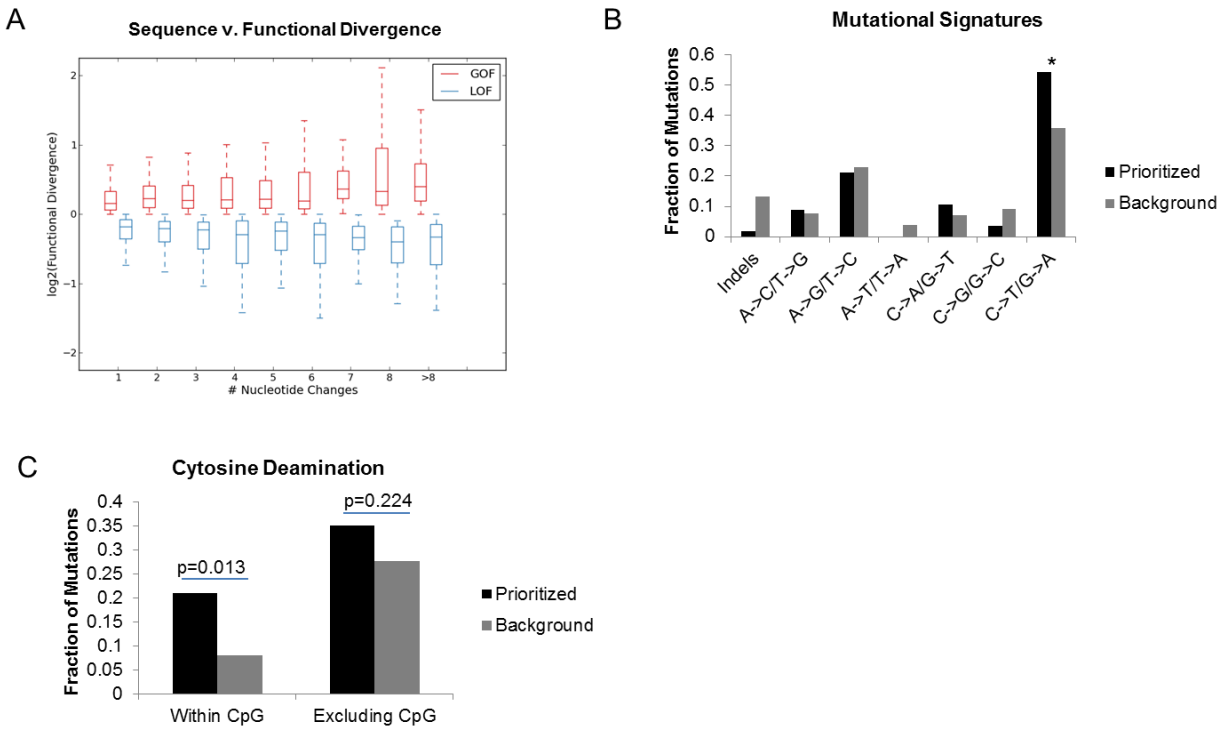 A
Sequence v. Functional Divergence
log2(Functional Divergence)
2
1
0
−1
−2
GOF
LOF
1 2 3 4 5 6 7 8 >8
# Nucleotide Changes
B
Mutational Signatures
Fraction of Mutations
0.6
0.5
0.4
0.3
0.2
0.1
0
*
Prioritized
Background
Indels
A->C/T->G
A->G/T->C
A->T/T->A
C->A/G->T
C->G/G->C
C->T/G->A
C
Cytosine Deamination
Fraction of Mutations
0.4
0.35
0.3
0.25
0.2
0.15
0.1
0.05
0
p=0.013
p=0.224
Prioritized
Background
Within CpG
Excluding CpG